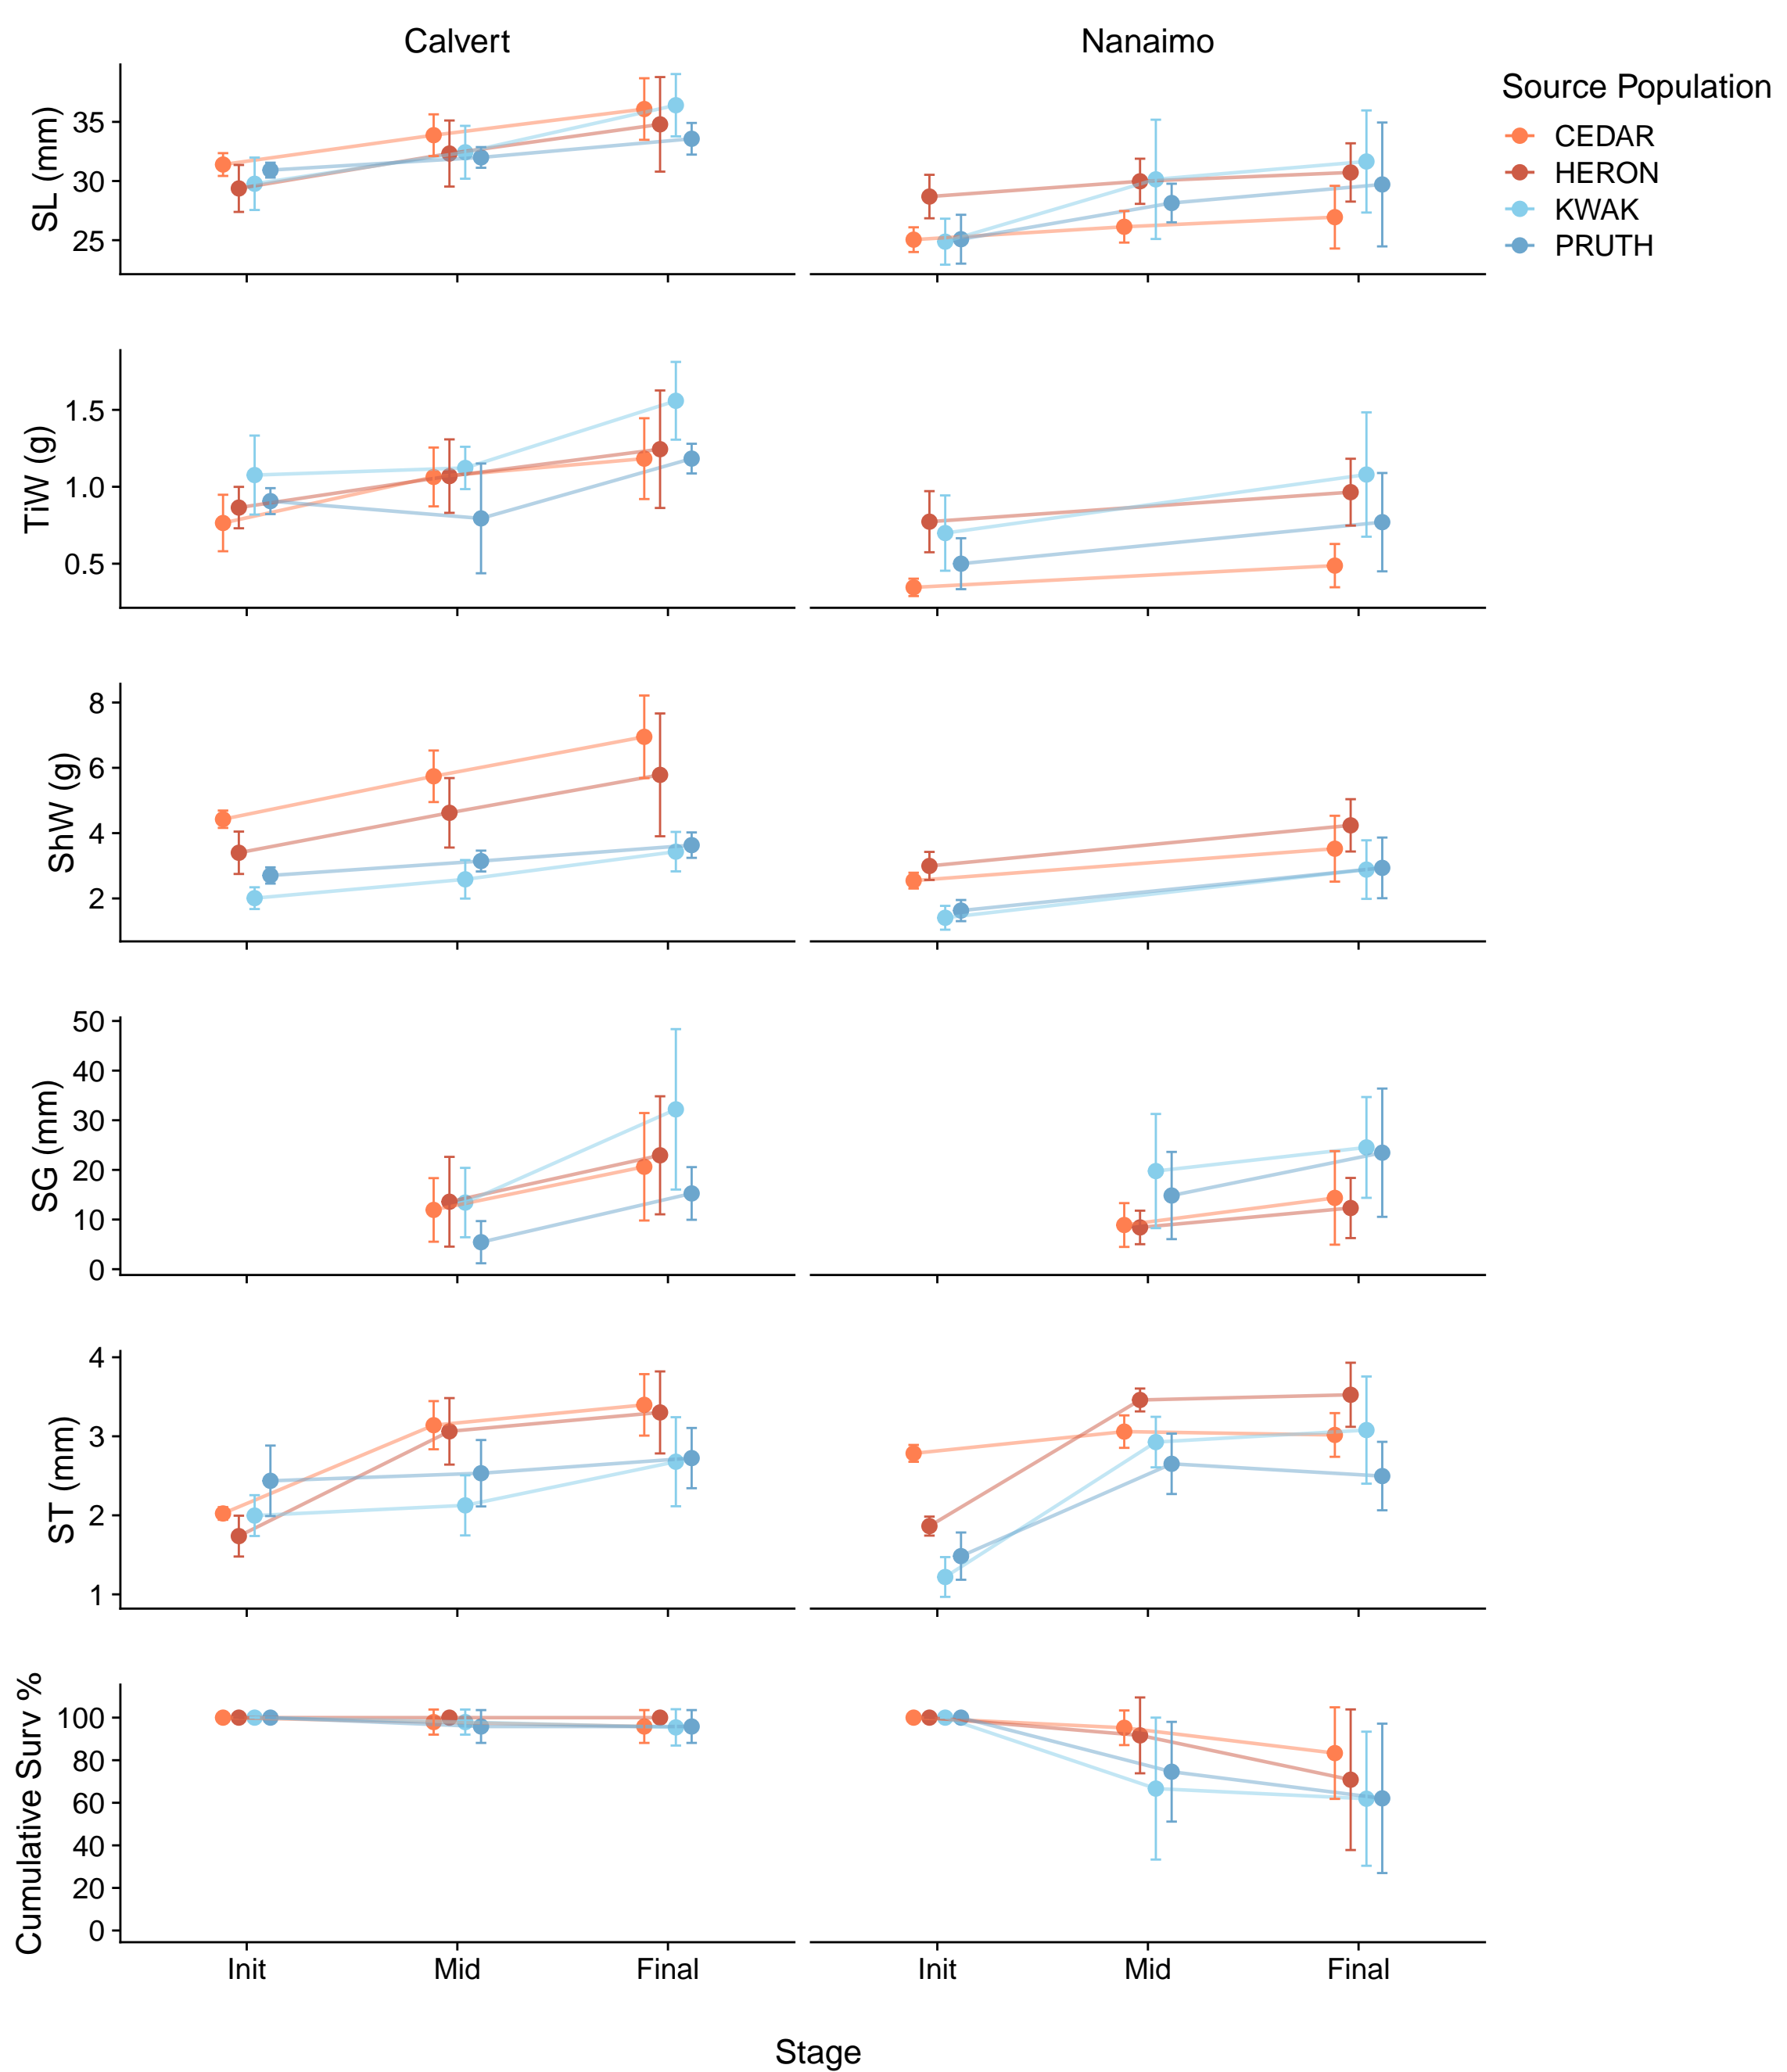 Calvert
Nanaimo
Source Population
CEDAR
HERON
KWAK
PRUTH
SL (mm)
35
30
25
TiW (g)
1.5
1.0
0.5
ShW (g)
8
6
4
2
SG (mm)
50
40
30
20
10
0
ST (mm)
4
3
2
1
Cumulative Surv %
100
80
60
40
20
0
Init Mid Final
Init Mid Final
Stage